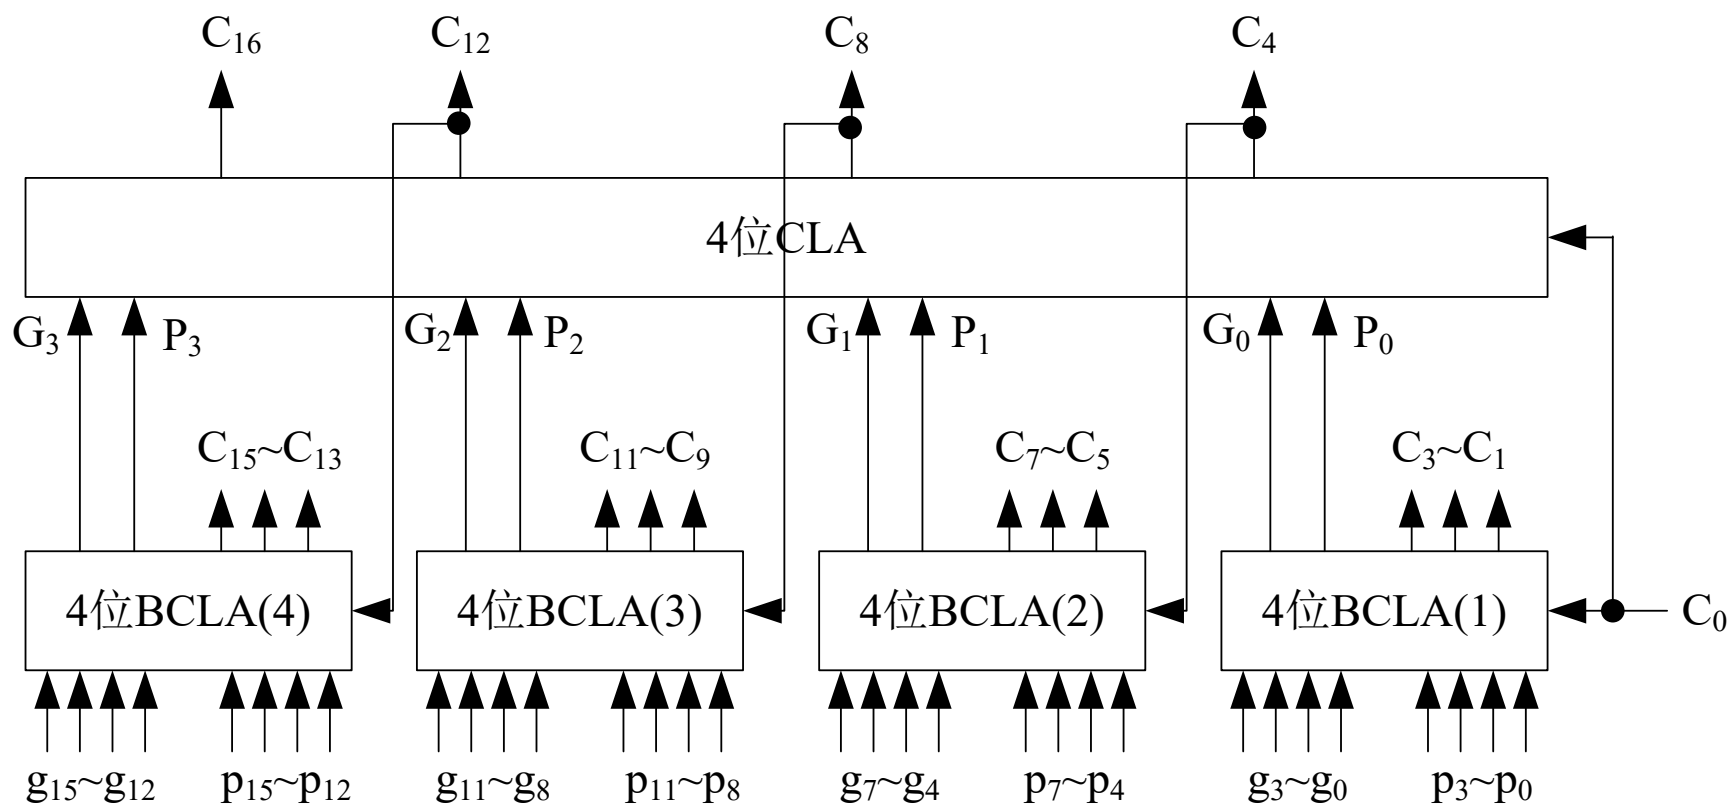 C₁₆ C₁₂ C₈ C₄
4位CLA
G₃ P₃ G₂ P₂ G₁ P₁ G₀ P₀
C₁₅~C₁₃ C₁₁~C₉ C₇~C₅ C₃~C₁
4位BCLA(4) 4位BCLA(3) 4位BCLA(2) 4位BCLA(1) C₀
g₁₅~g₁₂ p₁₅~p₁₂ g₁₁~g₈ p₁₁~p₈ g₇~g₄ p₇~p₄ g₃~g₀ p₃~p₀